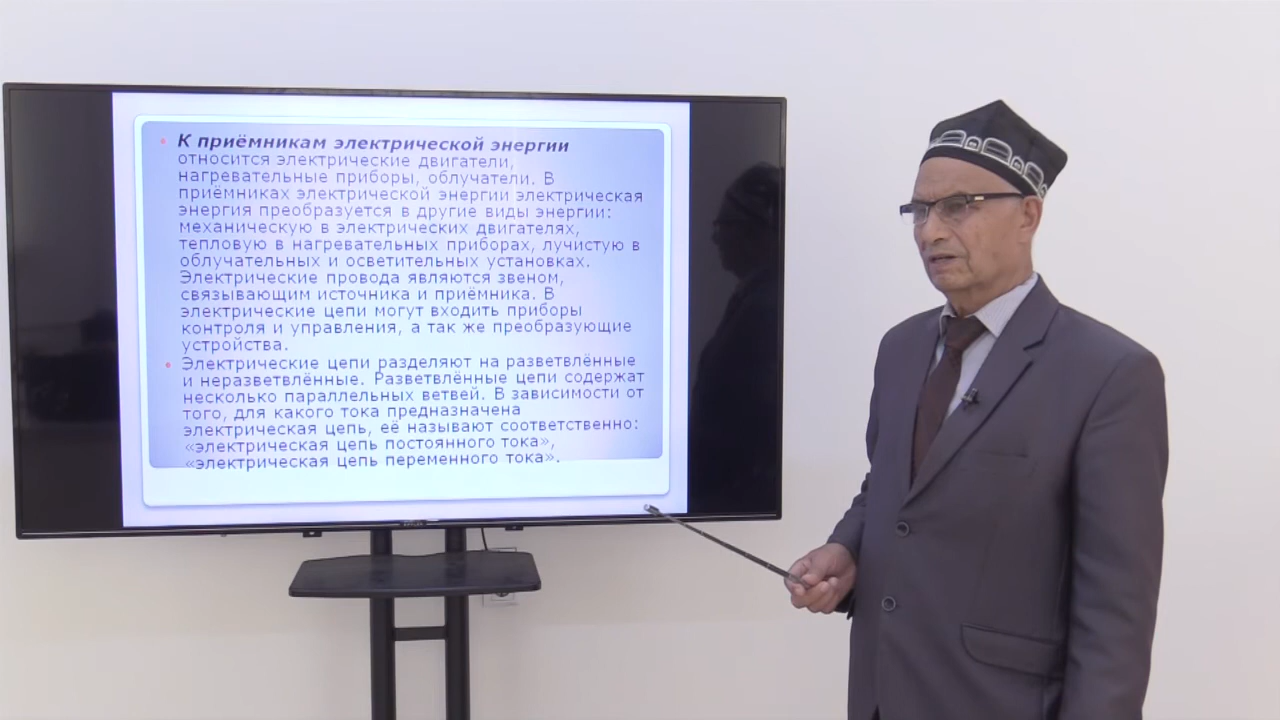 К приёмникам электрической энергии
относится электрические двигатели,
нагревательные приборы, облучатели. В
приёмниках электрической энергии электрическая
энергия преобразуется в другие виды энергии:
механическую в электрических двигателях,
тепловую в нагревательных приборах, лучистую в
облучательных и осветительных установках.
Электрические провода являются звеном,
связывающим источника и приёмника. В
электрические цепи могут входить приборы
контроля и управления, а так же преобразующие
устройства.
Электрические цепи разделяют на разветвлённые
и неразветвлённые. Разветвлённые цепи содержат
несколько параллельных ветвей. В зависимости от
того, для какого тока предназначена
электрическая цепь, её называют соответственно:
«электрическая цепь постоянного тока»,
«электрическая цепь переменного тока».